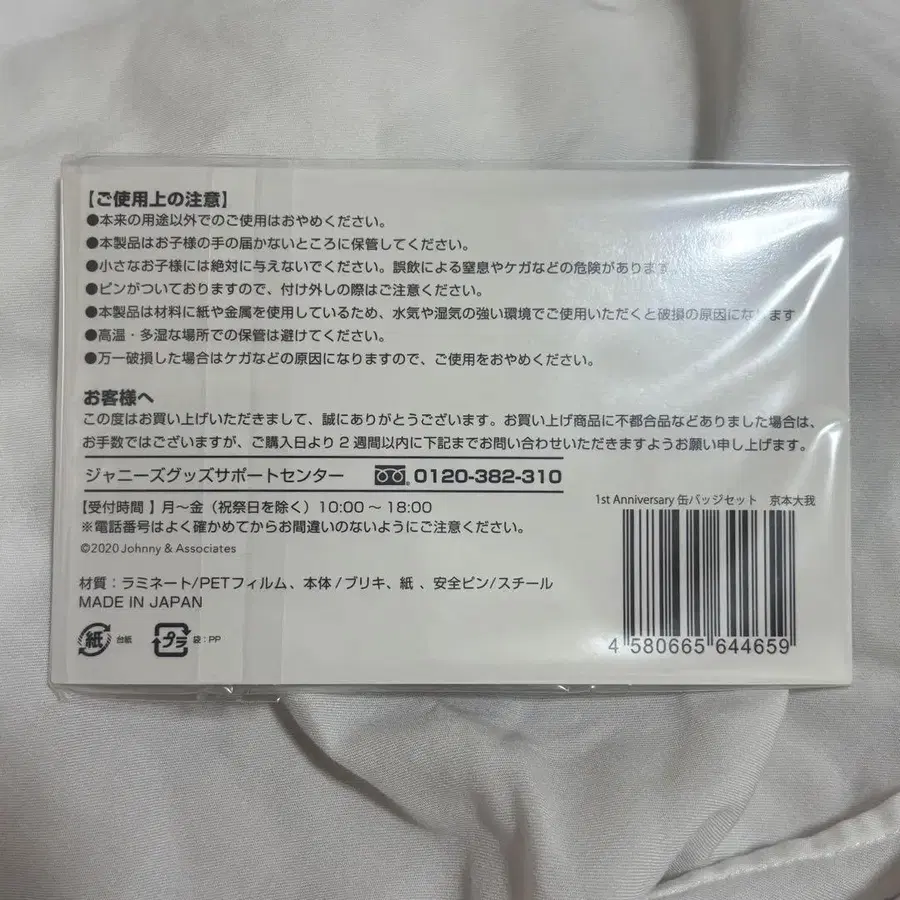 【ご使用上の注意】
●本来の用途以外でのご使用はおやめください。
●本製品はお子様の手の届かないところに保管してください。
●小さなお子様には絶対に与えないでください。誤飲による窒息やケガなどの危険があります。
●ピンがついておりますので、付け外しの際はご注意ください。
●本製品は材料に紙や金属を使用しているため、水気や湿気の強い環境でご使用いただくと破損の原因になります
●高温・多湿な場所での保管は避けてください。
●万一破損した場合はケガなどの原因になりますので、ご使用をおやめください。
お客様へ
この度はお買い上げいただきまして、誠にありがとうございます。お買い上げ商品に不都合品などありました場合は、
お手数ではございますが、ご購入日より2週間以内に下記までお問い合わせいただきますようお願い申し上げます。
ジャニーズグッズサポートセンター 0120-382-310
【受付時間】月〜金（祝祭日を除く）10:00〜18:00
※電話番号はよく確かめてからお間違いのないようにご注意ください。
©2020 Johnny & Associates
1st Anniversary 缶バッジセット 京本大我
材質：ラミネート/PETフィルム、本体/ブリキ、紙、安全ピン/スチール
MADE IN JAPAN
紙 台紙 プラ 袋：PP
4 580665 644659